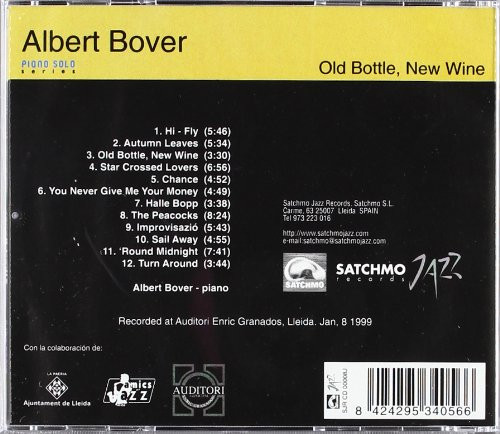 Albert Bover
PIANO SOLO
series
Old Bottle, New Wine
1. Hi - Fly (5:46)
2. Autumn Leaves (5:34)
3. Old Bottle, New Wine (3:30)
4. Star Crossed Lovers (6:56)
5. Chance (4:52)
6. You Never Give Me Your Money (4:49)
7. Halle Bopp (3:38)
8. The Peacocks (8:24)
9. Improvisazió (5:12)
10. Sail Away (4:55)
11. 'Round Midnight (7:41)
12. Turn Around (3:44)
Albert Bover - piano
Satchmo Jazz Records. Satchmo S.L.
Carme, 63 25007 Lleida SPAIN
Tel 973 223 016
http://www.satchmojazz.com
e-mail:satchmo@satchmojazz.com
SATCHMO
SATCHMO
records
JAZZ
Recorded at Auditori Enric Granados, Lleida. Jan, 8 1999
Con la colaboración de:
LA PAERIA
Ajuntament de Lleida
Amics
Jazz
AUDITORI
8 424295 340566